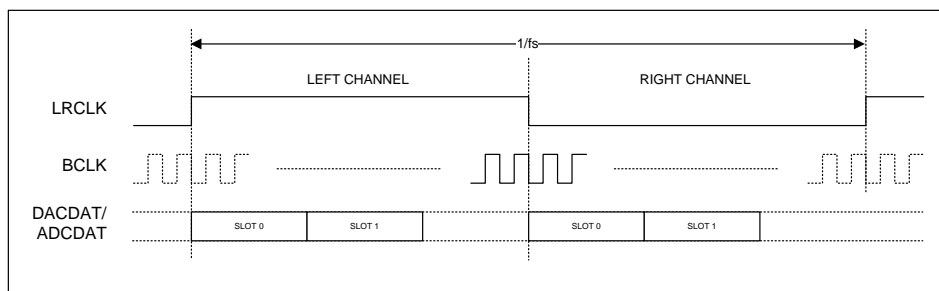 1/fs
LEFT CHANNEL RIGHT CHANNEL
LRCLK
BCLK
DACDAT/
ADCDAT
SLOT 0 SLOT 1 SLOT 0 SLOT 1